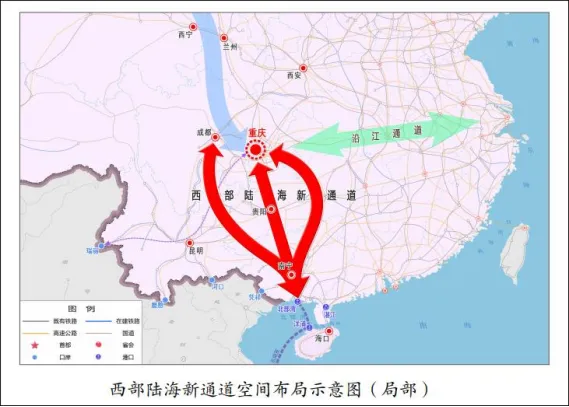 西宁
兰州
西安
成都
重庆
沿江通道
西部陆海新通道
贵阳
昆明
瑞丽
南宁
河口
凭祥
磨憨
北部湾
湛江
洋浦
海口
图 例
既有铁路
在建铁路
高速公路
国道
首都
省会
口岸
港口
西部陆海新通道空间布局示意图（局部）